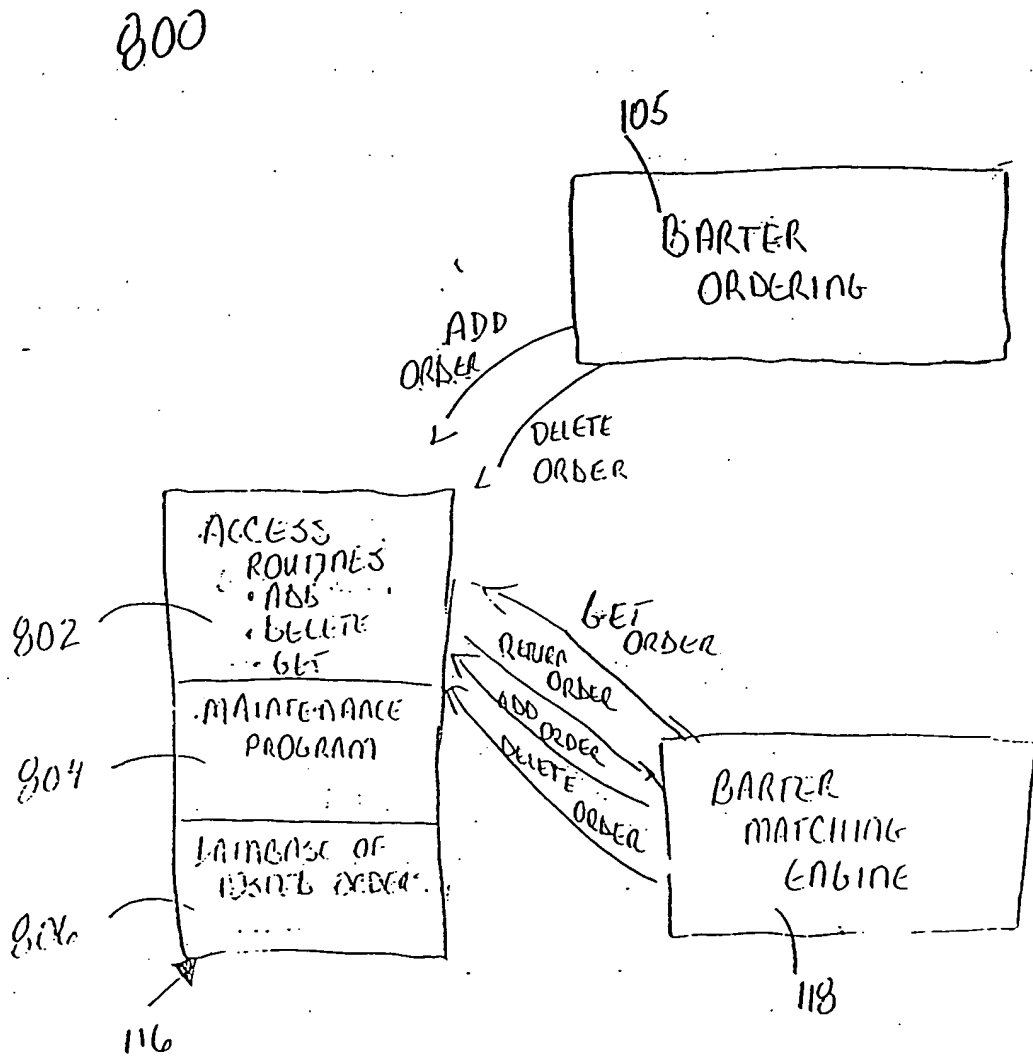 800
105
BARTER
ORDERING
ADD
ORDER
DELETE
ORDER
ACCESS
ROUTINES
• ADD
• DELETE
• GET
802
MAINTENANCE
PROGRAM
804
DATABASE OF
806
116
GET
ORDER
RETURN
ORDER
ADD ORDER
DELETE
ORDER
BARTER
MATCHING
ENGINE
118